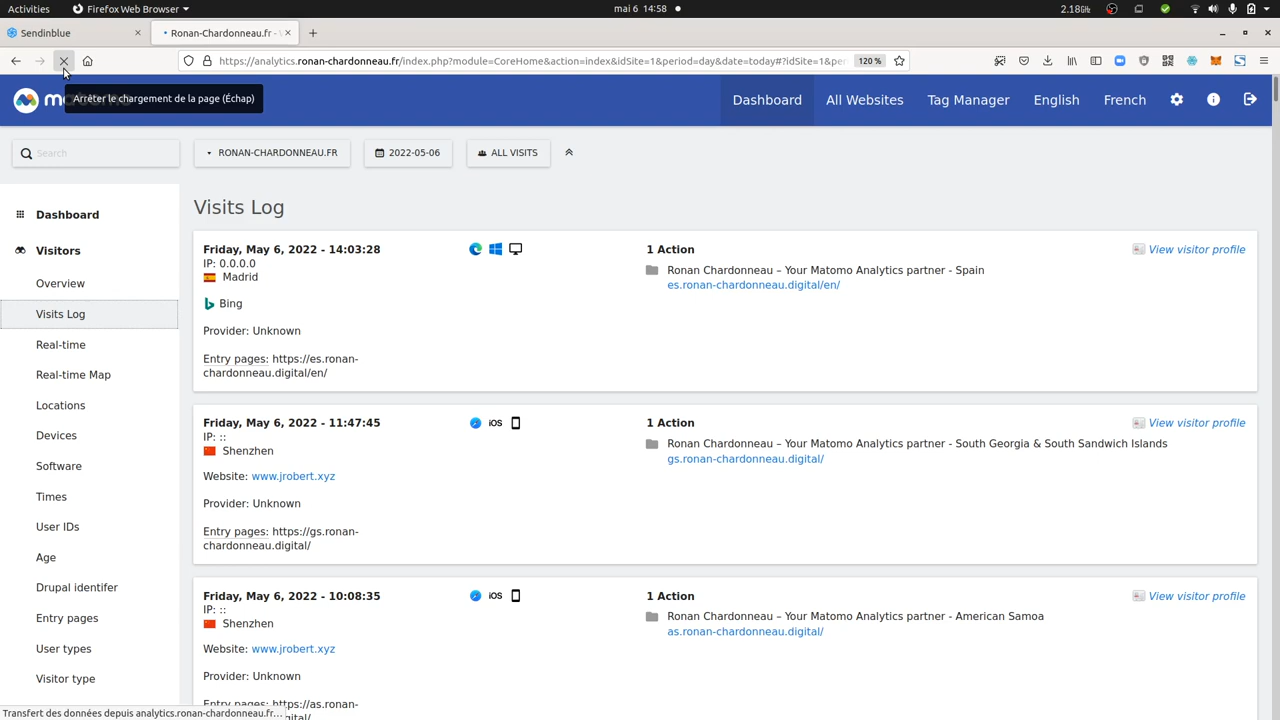 Activities
Firefox Web Browser
mai 6 14:58
2.18GiB
Sendinblue
Ronan-Chardonneau.fr -
https://analytics.ronan-chardonneau.fr/index.php?module=CoreHome&action=index&idSite=1&period=day&date=today#?idSite=1&per
120 %
Arrêter le chargement de la page (Échap)
Dashboard
All Websites
Tag Manager
English
French
Search
RONAN-CHARDONNEAU.FR
2022-05-06
ALL VISITS
Dashboard
Visitors
Overview
Visits Log
Real-time
Real-time Map
Locations
Devices
Software
Times
User IDs
Age
Drupal identifer
Entry pages
User types
Visitor type
Visits Log
Friday, May 6, 2022 - 14:03:28
IP: 0.0.0.0
Madrid
Bing
Provider: Unknown
Entry pages: https://es.ronan-
chardonneau.digital/en/
1 Action
Ronan Chardonneau – Your Matomo Analytics partner - Spain
es.ronan-chardonneau.digital/en/
View visitor profile
Friday, May 6, 2022 - 11:47:45
IP: ::
Shenzhen
Website: www.jrobert.xyz
Provider: Unknown
Entry pages: https://gs.ronan-
chardonneau.digital/
iOS
1 Action
Ronan Chardonneau – Your Matomo Analytics partner - South Georgia & South Sandwich Islands
gs.ronan-chardonneau.digital/
View visitor profile
Friday, May 6, 2022 - 10:08:35
IP: ::
Shenzhen
Website: www.jrobert.xyz
Provider: Unknown
Entry pages: https://as.ronan-
iOS
1 Action
Ronan Chardonneau – Your Matomo Analytics partner - American Samoa
as.ronan-chardonneau.digital/
View visitor profile
Transfert des données depuis analytics.ronan-chardonneau.fr…